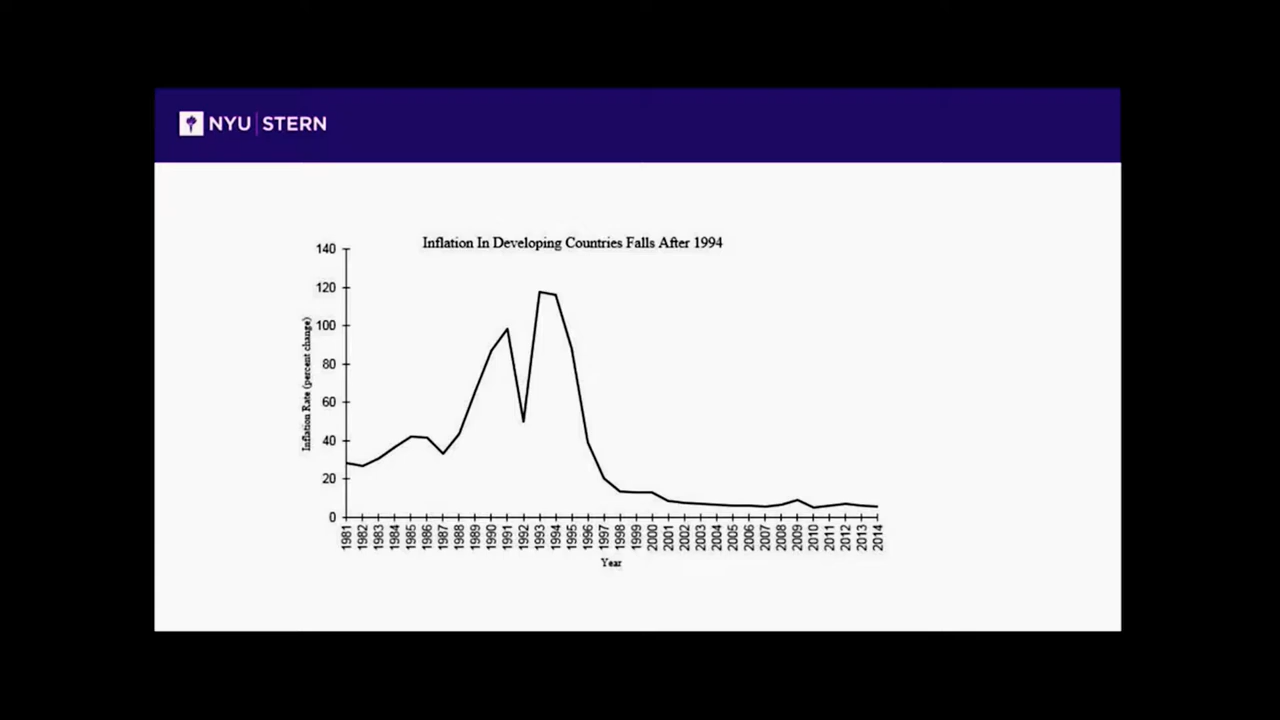 NYU STERN
Inflation In Developing Countries Falls After 1994
140
120
100
80
60
40
20
0
Inflation Rate (percent change)
1981 1982 1983 1984 1985 1986 1987 1988 1989 1990 1991 1992 1993 1994 1995 1996 1997 1998 1999 2000 2001 2002 2003 2004 2005 2006 2007 2008 2009 2010 2011 2012 2013 2014
Year